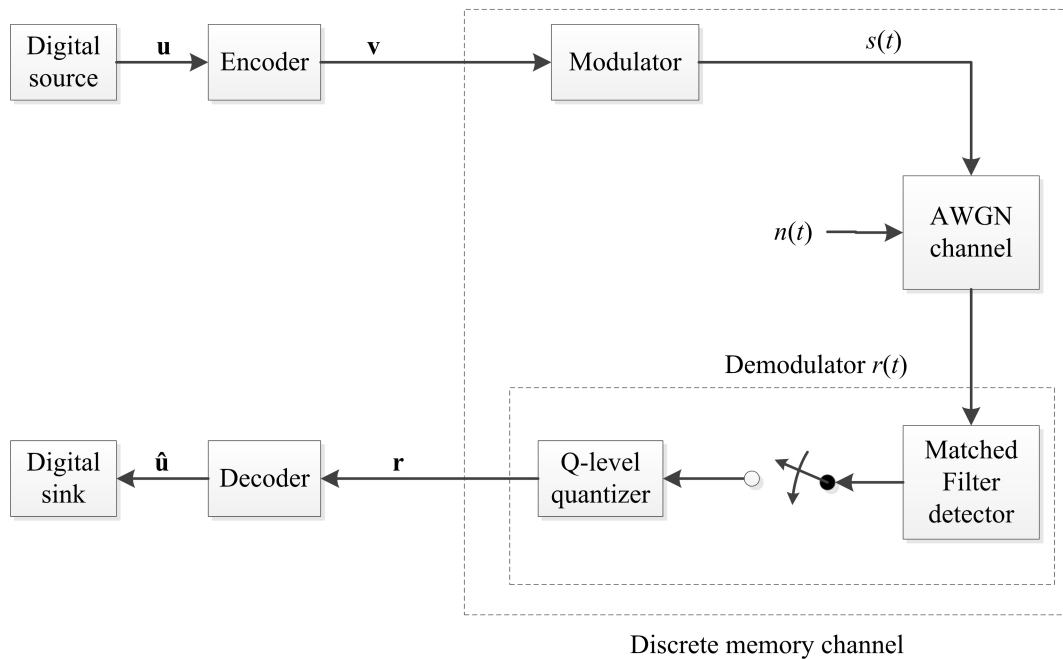 Digital
source
u
Encoder
v
Modulator
s(t)
AWGN
channel
n(t)
Demodulator r(t)
Matched
Filter
detector
Q-level
quantizer
r
Decoder
û
Digital
sink
Discrete memory channel